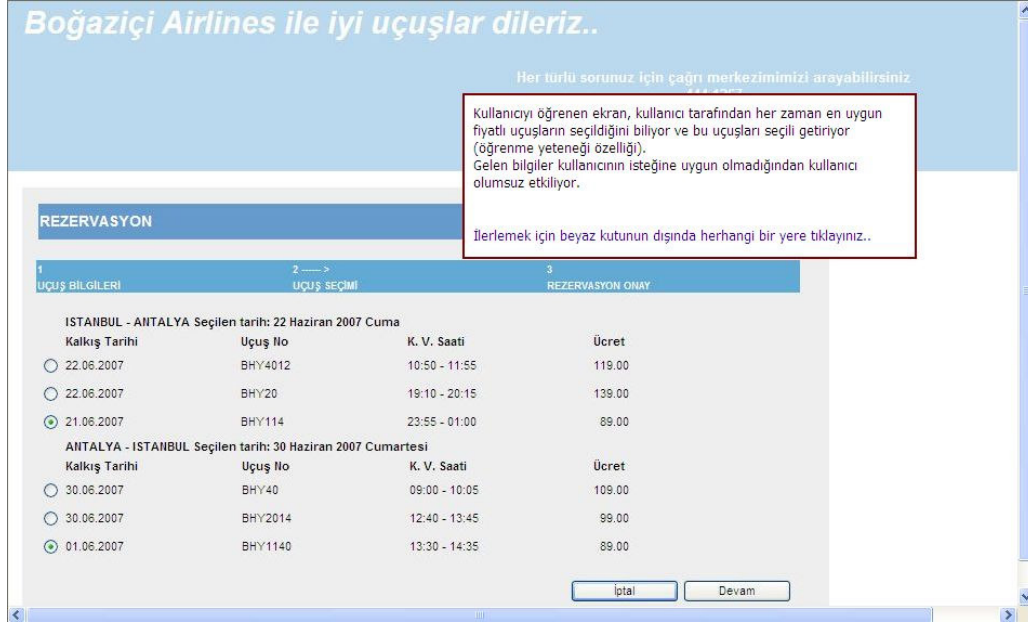 Boğaziçi Airlines ile iyi uçuşlar dileriz..
Her türlü sorunuz için çağrı merkezimimizi arayabilirsiniz
Kullanıcıyı öğrenen ekran, kullanıcı tarafından her zaman en uygun
fiyatlı uçuşların seçildiğini biliyor ve bu uçuşları seçili getiriyor
(öğrenme yeteneği özelliği).
Gelen bilgiler kullanıcının isteğine uygun olmadığından kullanıcı
olumsuz etkiliyor.
İlerlemek için beyaz kutunun dışında herhangi bir yere tıklayınız..
REZERVASYON
1 2 ----- > 3
UÇUŞ BİLGİLERİ UÇUŞ SEÇİMİ REZERVASYON ONAY
ISTANBUL - ANTALYA Seçilen tarih: 22 Haziran 2007 Cuma
Kalkış Tarihi Uçuş No K. V. Saati Ücret
22.06.2007 BHY4012 10:50 - 11:55 119.00
22.06.2007 BHY20 19:10 - 20:15 139.00
21.06.2007 BHY114 23:55 - 01:00 89.00
ANTALYA - ISTANBUL Seçilen tarih: 30 Haziran 2007 Cumartesi
Kalkış Tarihi Uçuş No K. V. Saati Ücret
30.06.2007 BHY40 09:00 - 10:05 109.00
30.06.2007 BHY2014 12:40 - 13:45 99.00
01.06.2007 BHY1140 13:30 - 14:35 89.00
İptal Devam